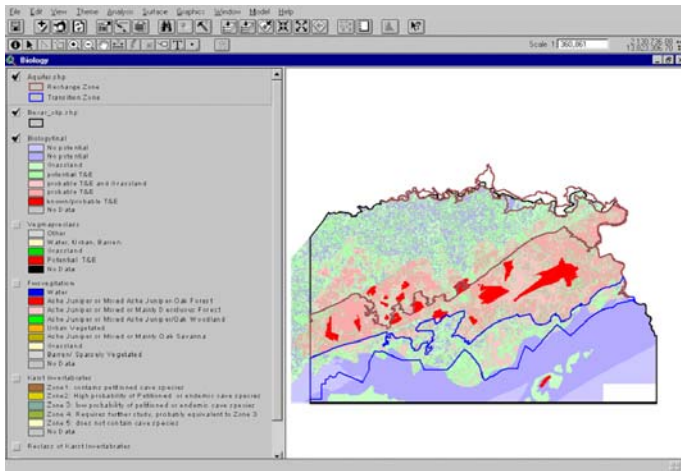 File Edit View Theme Analysis Surface Graphics Window Model Help
Scale 1: 360,861
Biology
Aquifer.shp
Recharge Zone
Transition Zone
Bexar_clip.shp
Biologyfinal
No potential
No potential
Grassland
potential T&E
probable T&E and Grassland
probable T&E
known/probable T&E
No Data
Vegmapreclass
Other
Water, Urban, Barren
Grassland
Potential T&E
No Data
Water
Ashe Juniper or Mixed Ashe Juniper-Oak Forest
Ashe Juniper or Mixed or Mainly Deciduous Forest
Ashe Juniper or Mixed Ashe Juniper/Oak Woodland
Urban Vegetated
Ashe Juniper or Mixed or Mainly Oak Savanna
Grassland
Barren/ Sparsely Vegetated
No Data
Karst Invertebrates
Zone1: contains petitioned cave species
Zone2: High probability of Petitioned or endemic cave species
Zone 3: low probability of petitioned or endemic cave species
Zone 4: Requires further study, probably equivalent to Zone 3
Zone 5: does not contain cave species
No Data
Reclass of Karst Invertebrates